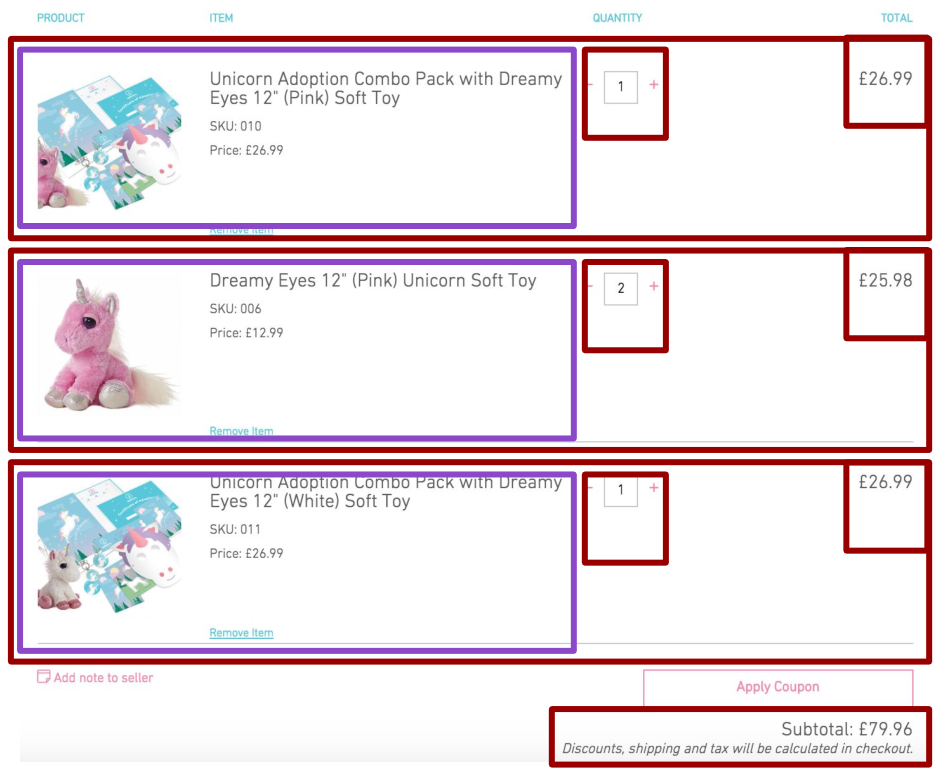 PRODUCT ITEM QUANTITY TOTAL
Unicorn Adoption Combo Pack with Dreamy
Eyes 12" (Pink) Soft Toy
SKU: 010
Price: £26.99
Remove Item
- 1 +
£26.99
Dreamy Eyes 12" (Pink) Unicorn Soft Toy
SKU: 006
Price: £12.99
Remove Item
- 2 +
£25.98
Unicorn Adoption Combo Pack with Dreamy
Eyes 12" (White) Soft Toy
SKU: 011
Price: £26.99
Remove Item
- 1 +
£26.99
Add note to seller
Apply Coupon
Subtotal: £79.96
Discounts, shipping and tax will be calculated in checkout.